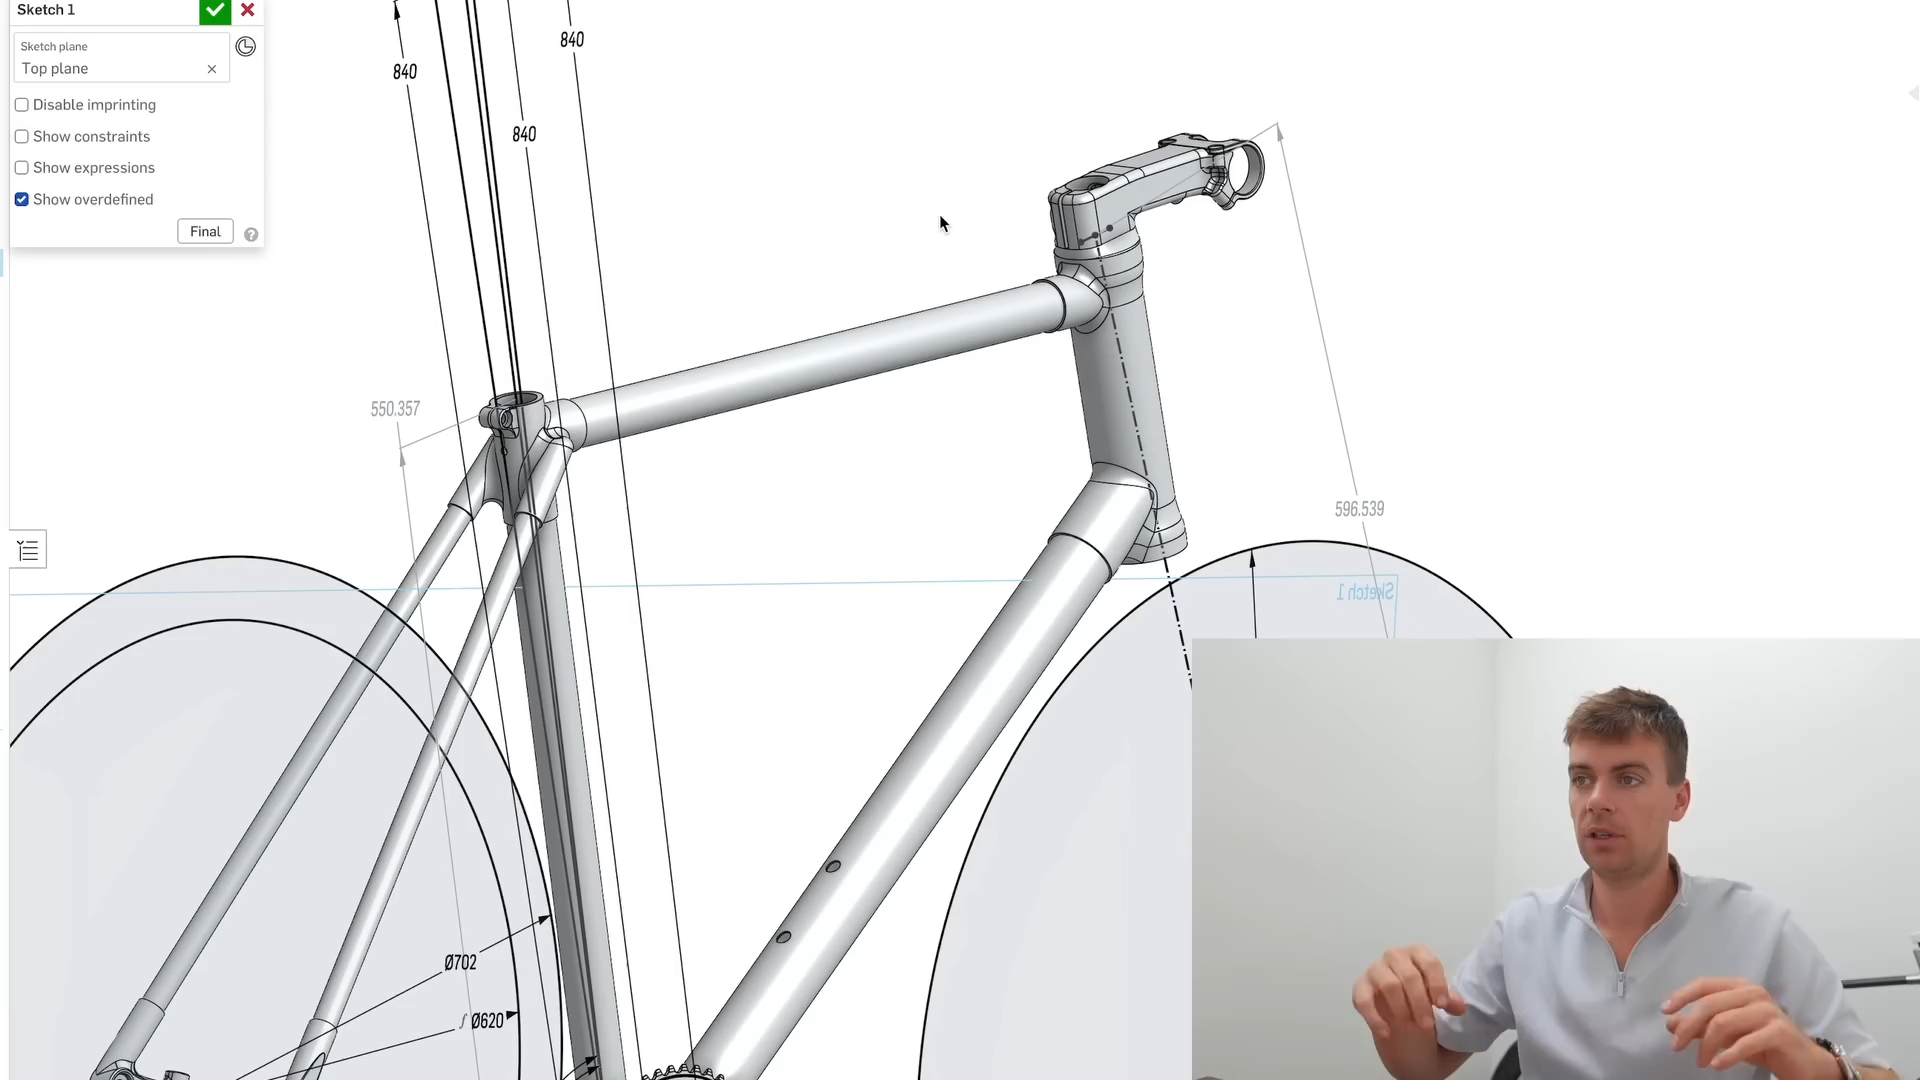 Sketch 1
Sketch plane
Top plane
Disable imprinting
Show constraints
Show expressions
Show overdefined
Final
?
840
840
840
550.357
596.539
Sketch 1
Ø702
∫ Ø620